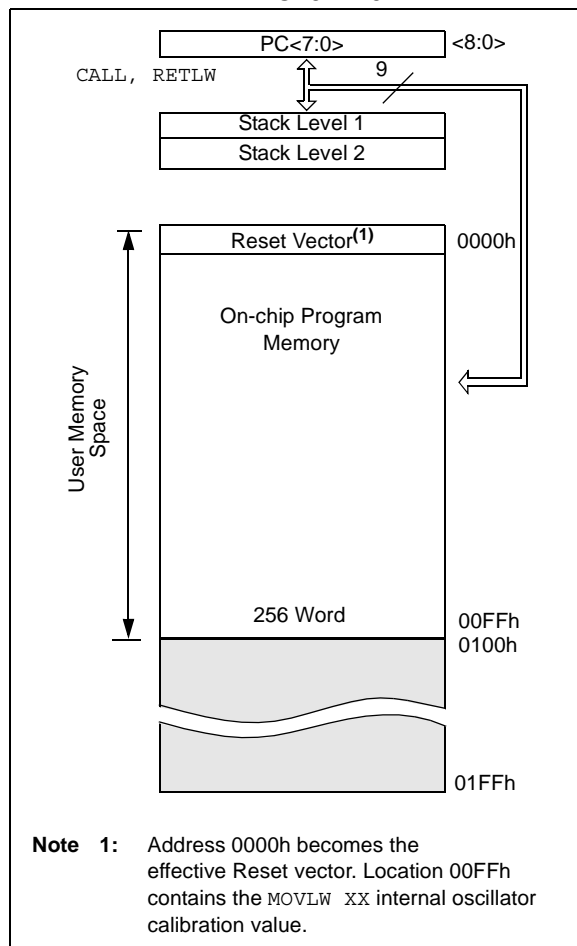 PC<7:0>
<8:0>
CALL, RETLW
9
Stack Level 1
Stack Level 2
Reset Vector(1)
0000h
On-chip Program
Memory
User Memory
Space
256 Word
00FFh
0100h
01FFh
Note 1: Address 0000h becomes the
effective Reset vector. Location 00FFh
contains the MOVLW XX internal oscillator
calibration value.